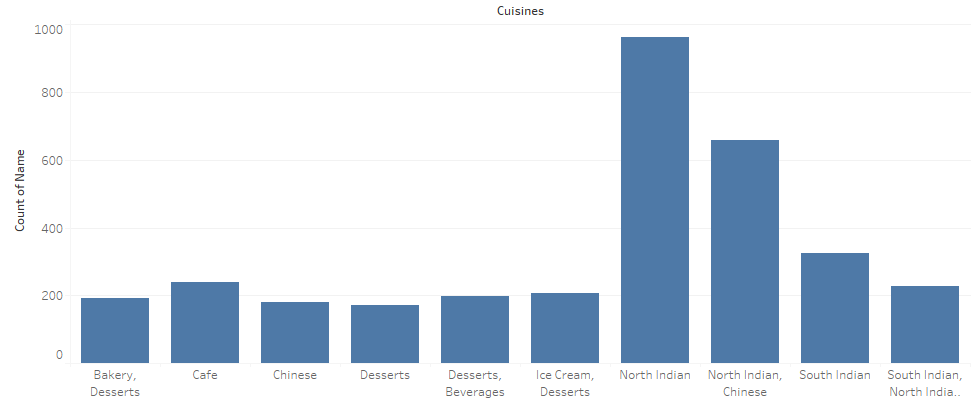 Cuisines
1000
800
600
400
200
0
Count of Name
Bakery,
Desserts
Cafe
Chinese
Desserts
Desserts,
Beverages
Ice Cream,
Desserts
North Indian
North Indian,
Chinese
South Indian
South Indian,
North India..